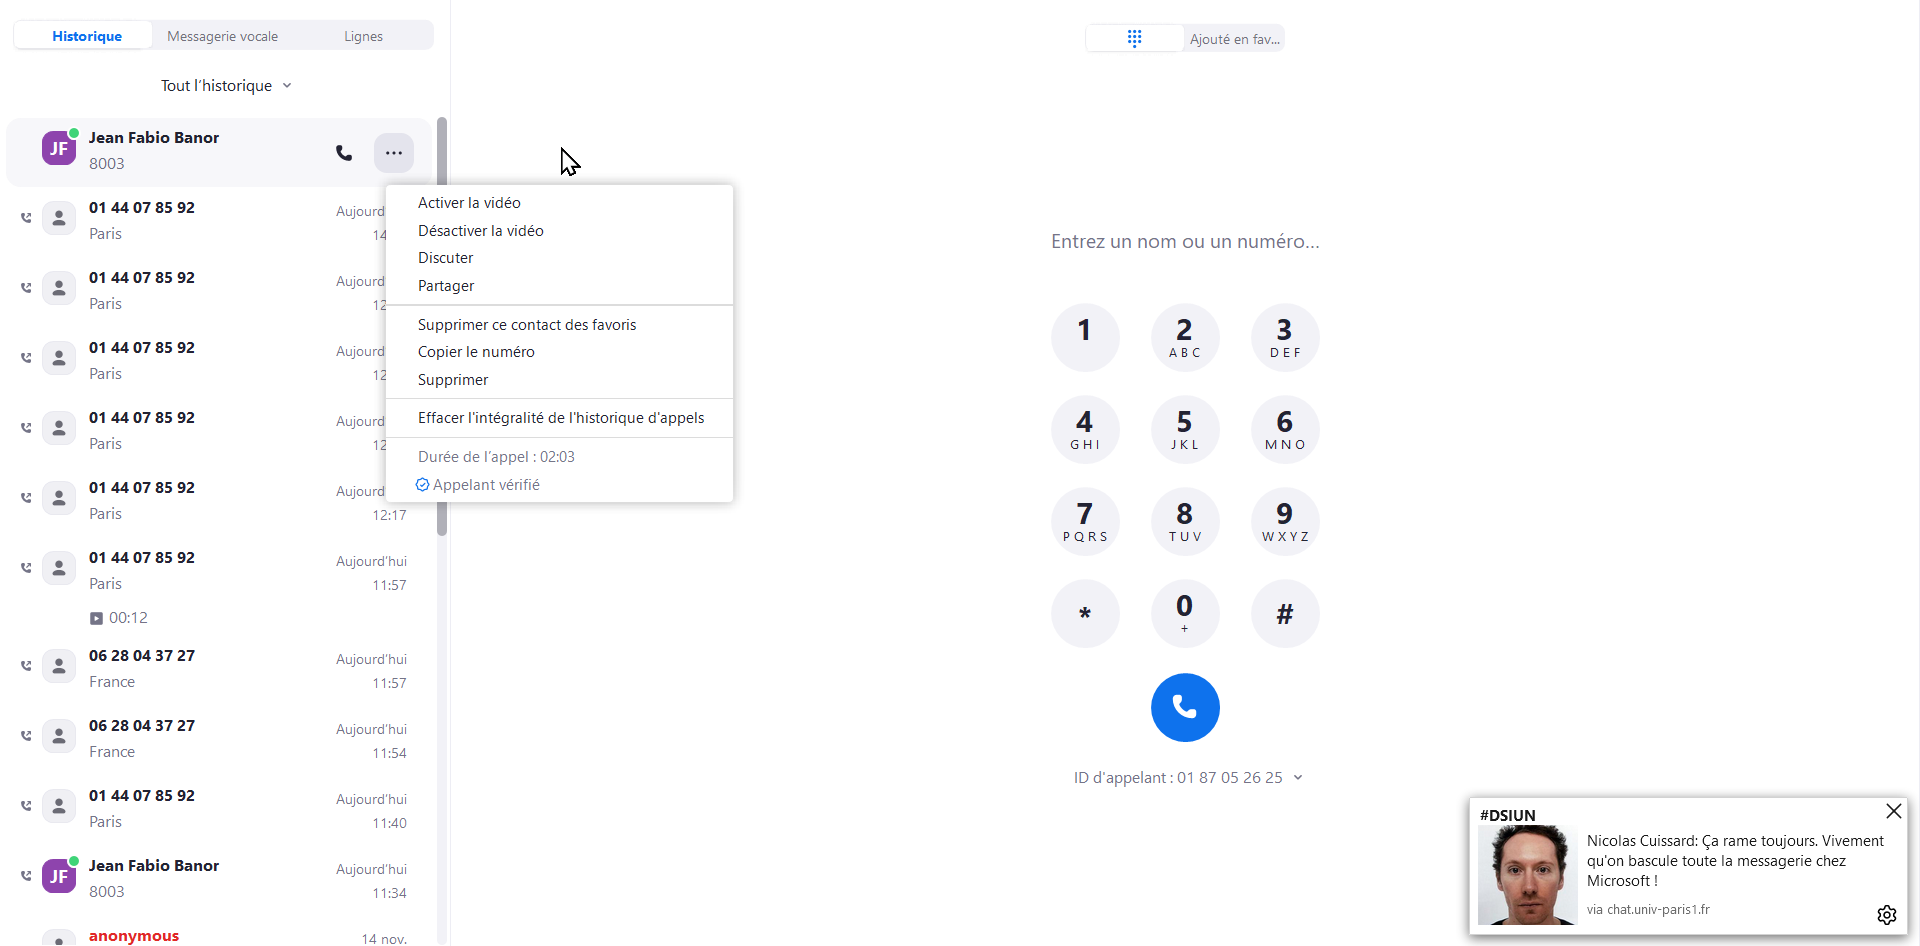 Historique
Messagerie vocale
Lignes
Tout l'historique
JF
Jean Fabio Banor
8003
01 44 07 85 92
Paris
Aujourd
14
01 44 07 85 92
Paris
Aujourd
12
01 44 07 85 92
Paris
Aujourd
12
01 44 07 85 92
Paris
Aujourd
12
01 44 07 85 92
Paris
Aujourd
12:17
01 44 07 85 92
Paris
Aujourd'hui
11:57
00:12
06 28 04 37 27
France
Aujourd'hui
11:57
06 28 04 37 27
France
Aujourd'hui
11:54
01 44 07 85 92
Paris
Aujourd'hui
11:40
JF
Jean Fabio Banor
8003
Aujourd'hui
11:34
anonymous
14 nov.
Activer la vidéo
Désactiver la vidéo
Discuter
Partager
Supprimer ce contact des favoris
Copier le numéro
Supprimer
Effacer l'intégralité de l'historique d'appels
Durée de l'appel : 02:03
Appelant vérifié
Ajouté en fav...
Entrez un nom ou un numéro...
1
2
ABC
3
DEF
4
GHI
5
JKL
6
MNO
7
PQRS
8
TUV
9
WXYZ
*
0
+
#
ID d'appelant : 01 87 05 26 25
#DSIUN
Nicolas Cuissard: Ça rame toujours. Vivement
qu'on bascule toute la messagerie chez
Microsoft !
via chat.univ-paris1.fr